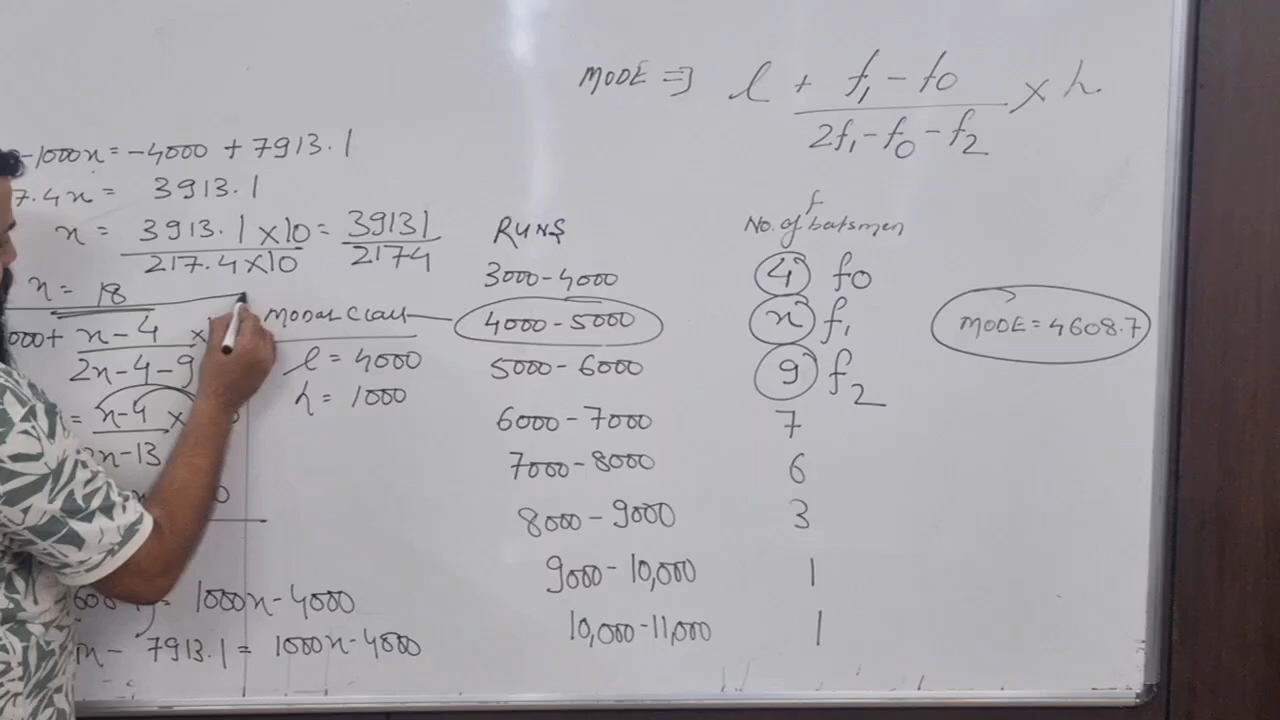 MODE ⇒ l + f₁ - f0 / 2f₁ - f₀ - f₂ × h
-1000x = -4000 + 7913.1
7.4x = 3913.1
x = 3913.1 ×10 / 217.4 ×10 = 39131 / 2174
x = 18
000 + x-4 / 2x-4-9 ×
= x-4 / 2x-13 ×
600 = 1000x - 4000
x - 7913.1 = 1000x - 4000
Modal Class
l = 4000
h = 1000
f
RUNS No. of batsmen
3000-4000 4 f0
4000-5000 x f₁
5000-6000 9 f₂
6000-7000 7
7000-8000 6
8000-9000 3
9000-10,000 1
10,000-11,000 1
MODE = 4608.7